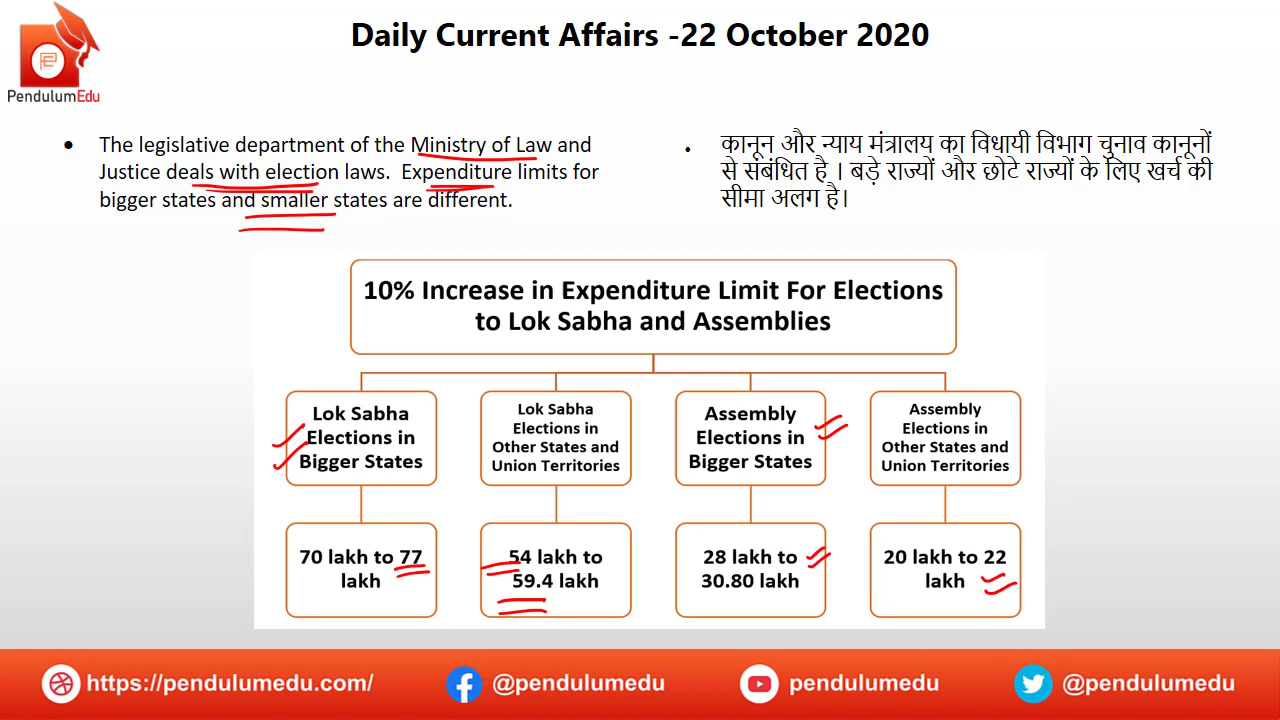 Daily Current Affairs -22 October 2020
PendulumEdu
• The legislative department of the Ministry of Law and
Justice deals with election laws. Expenditure limits for
bigger states and smaller states are different.
• कानून और न्याय मंत्रालय का विधायी विभाग चुनाव कानूनों
से संबंधित है । बड़े राज्यों और छोटे राज्यों के लिए खर्च की
सीमा अलग है।
10% Increase in Expenditure Limit For Elections
to Lok Sabha and Assemblies
Lok Sabha
Elections in
Bigger States
Lok Sabha
Elections in
Other States and
Union Territories
Assembly
Elections in
Bigger States
Assembly
Elections in
Other States and
Union Territories
70 lakh to 77
lakh
54 lakh to
59.4 lakh
28 lakh to
30.80 lakh
20 lakh to 22
lakh
https://pendulumedu.com/
@pendulumedu
pendulumedu
@pendulumedu